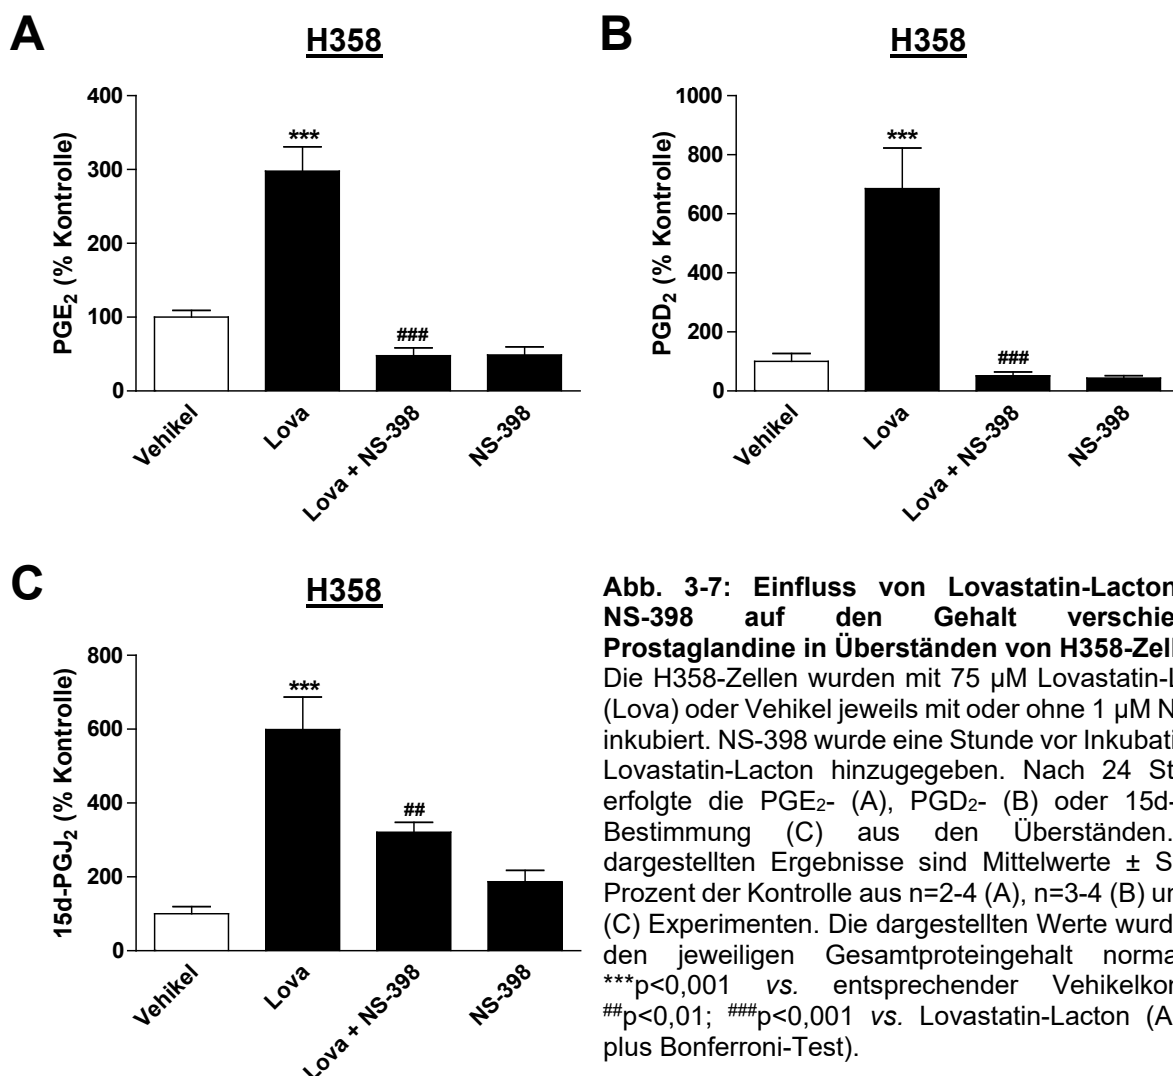 A
H358
PGE2 (% Kontrolle)
400
300
200
100
0
***
###
Vehikel
Lova
Lova + NS-398
NS-398
B
H358
PGD2 (% Kontrolle)
1000
800
600
400
200
0
***
###
Vehikel
Lova
Lova + NS-398
NS-398
C
H358
15d-PGJ2 (% Kontrolle)
800
600
400
200
0
***
##
Vehikel
Lova
Lova + NS-398
NS-398
Abb. 3-7: Einfluss von Lovastatin-Lacton
NS-398 auf den Gehalt verschie
Prostaglandine in Überständen von H358-Zell
Die H358-Zellen wurden mit 75 µM Lovastatin-L
(Lova) oder Vehikel jeweils mit oder ohne 1 µM N
inkubiert. NS-398 wurde eine Stunde vor Inkubati
Lovastatin-Lacton hinzugegeben. Nach 24 St
erfolgte die PGE2- (A), PGD2- (B) oder 15d-
Bestimmung (C) aus den Überständen.
dargestellten Ergebnisse sind Mittelwerte ± S
Prozent der Kontrolle aus n=2-4 (A), n=3-4 (B) un
(C) Experimenten. Die dargestellten Werte wurd
den jeweiligen Gesamtproteingehalt norma
***p<0,001 vs. entsprechender Vehikelkon
##p<0,01; ###p<0,001 vs. Lovastatin-Lacton (A
plus Bonferroni-Test).